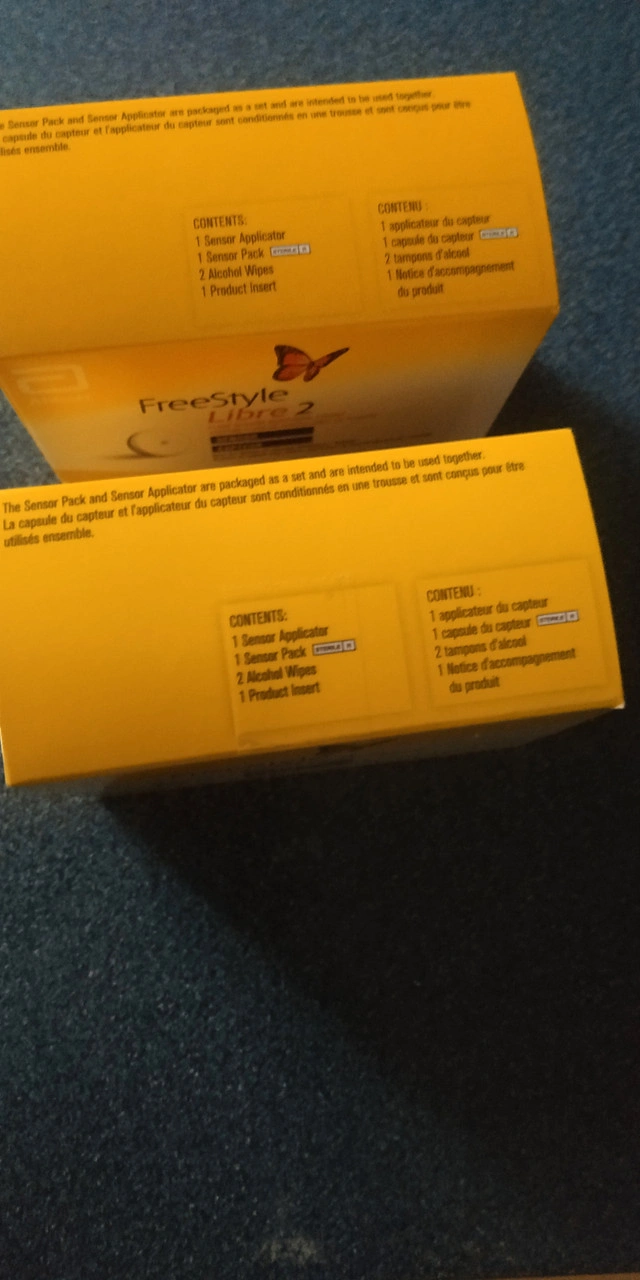 e Sensor Pack and Sensor Applicator are packaged as a set and are intended to be used together.
capsule du capteur et l'applicateur du capteur sont conditionnés en une trousse et sont conçus pour être
lisés ensemble.
CONTENTS:
1 Sensor Applicator
1 Sensor Pack STERILE R
2 Alcohol Wipes
1 Product Insert
CONTENU :
1 applicateur du capteur
1 capsule du capteur STERILE R
2 tampons d'alcool
1 Notice d'accompagnement
du produit
FreeStyle
Libre 2
The Sensor Pack and Sensor Applicator are packaged as a set and are intended to be used together.
La capsule du capteur et l'applicateur du capteur sont conditionnés en une trousse et sont conçus pour être
utilisés ensemble.
CONTENTS:
1 Sensor Applicator
1 Sensor Pack STERILE R
2 Alcohol Wipes
1 Product Insert
CONTENU :
1 applicateur du capteur
1 capsule du capteur STERILE R
2 tampons d'alcool
1 Notice d'accompagnement
du produit